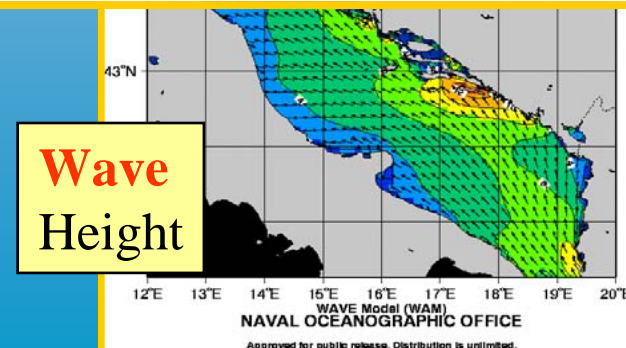 43°N
Wave
Height
12°E 13°E 14°E 15°E 16°E 17°E 18°E 19°E 20°E
WAVE Model (WAM)
NAVAL OCEANOGRAPHIC OFFICE
Approved for public release. Distribution is unlimited.